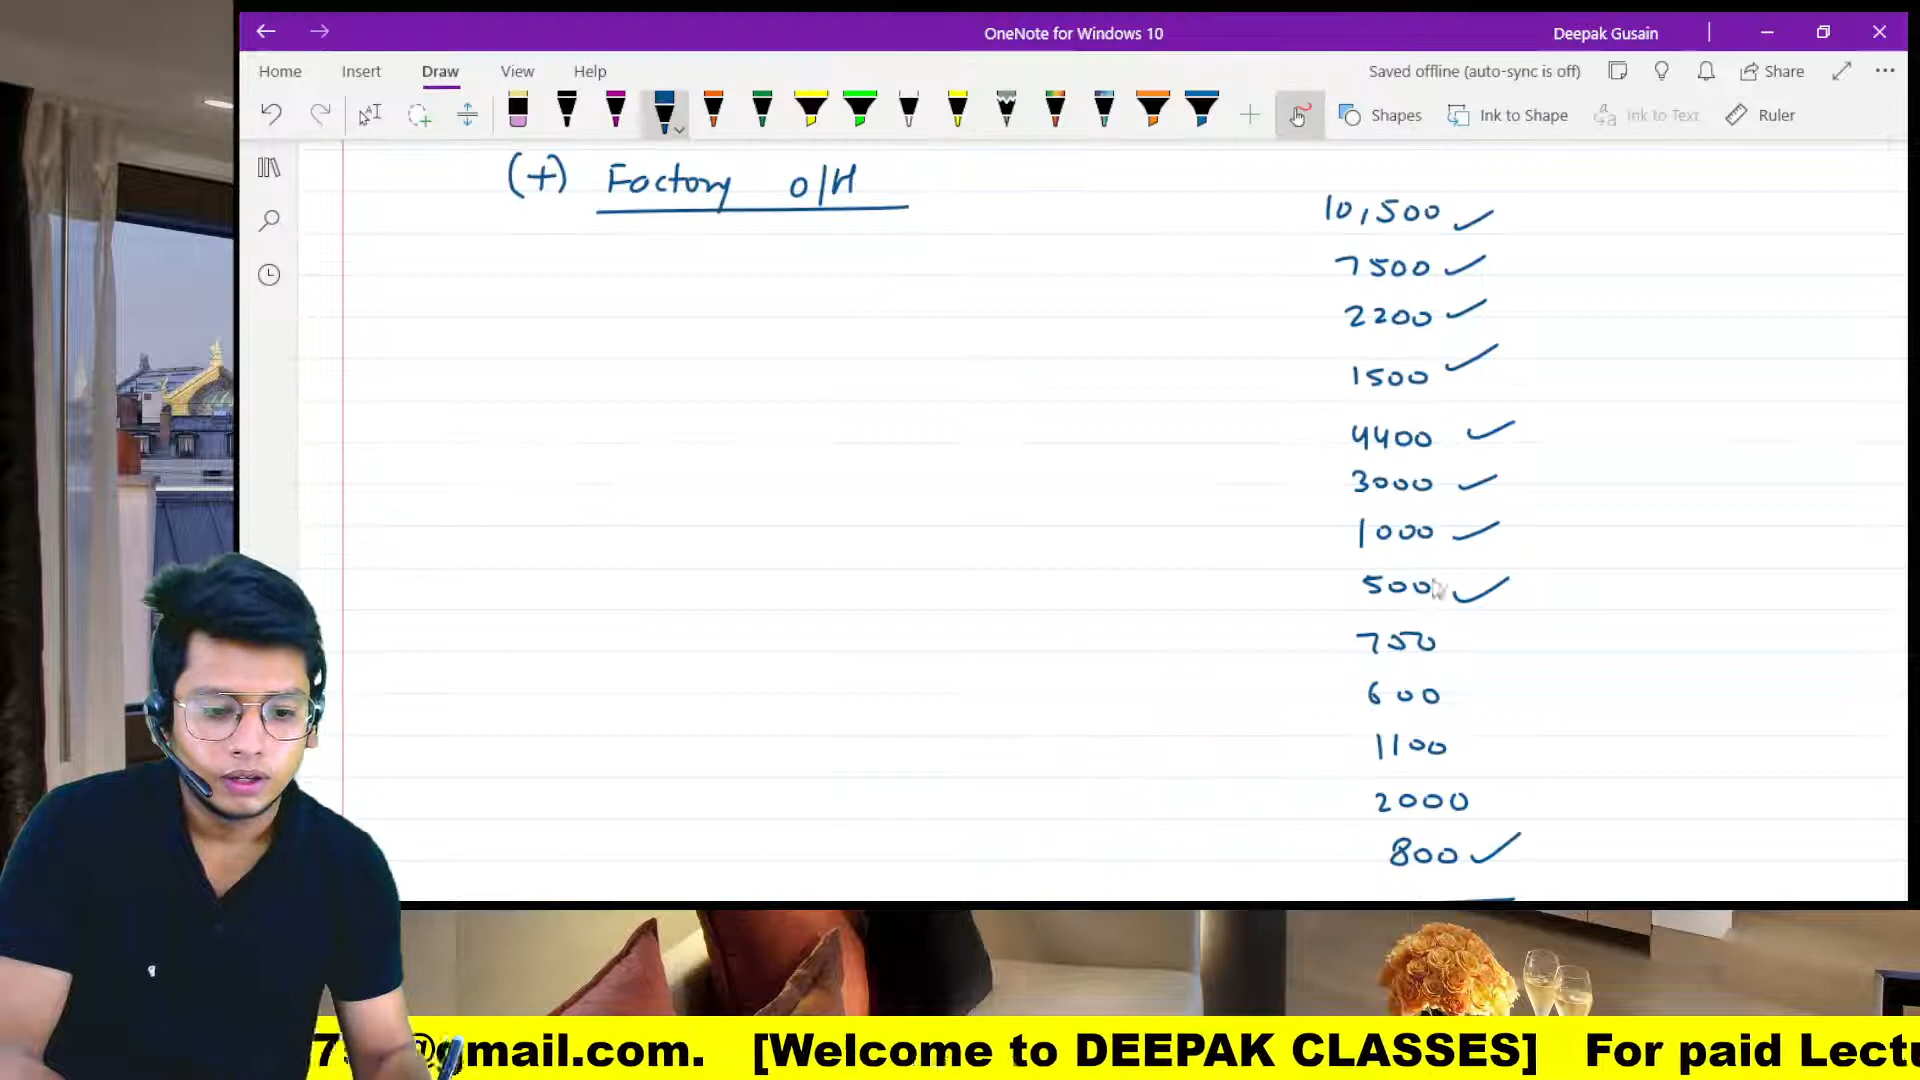 OneNote for Windows 10
Deepak Gusain
Home Insert Draw View Help
Saved offline (auto-sync is off)
Share
Shapes
Ink to Shape
Ink to Text
Ruler
(+) Factory O/H
10,500
7500
2200
1500
4400
3000
1000
500
750
600
1100
2000
800
@gmail.com. [Welcome to DEEPAK CLASSES] For paid Lectu